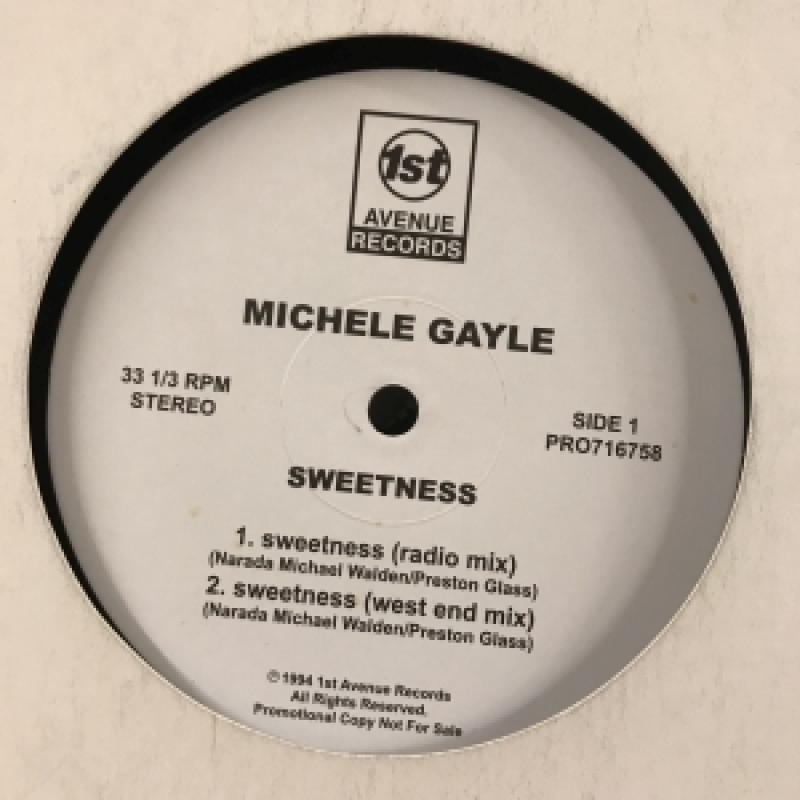 1st
AVENUE
RECORDS
MICHELE GAYLE
33 1/3 RPM
STEREO
SIDE 1
PRO716758
SWEETNESS
1. sweetness (radio mix)
(Narada Michael Walden/Preston Glass)
2. sweetness (west end mix)
(Narada Michael Walden/Preston Glass)
℗ 1994 1st Avenue Records
All Rights Reserved.
Promotional Copy Not For Sale